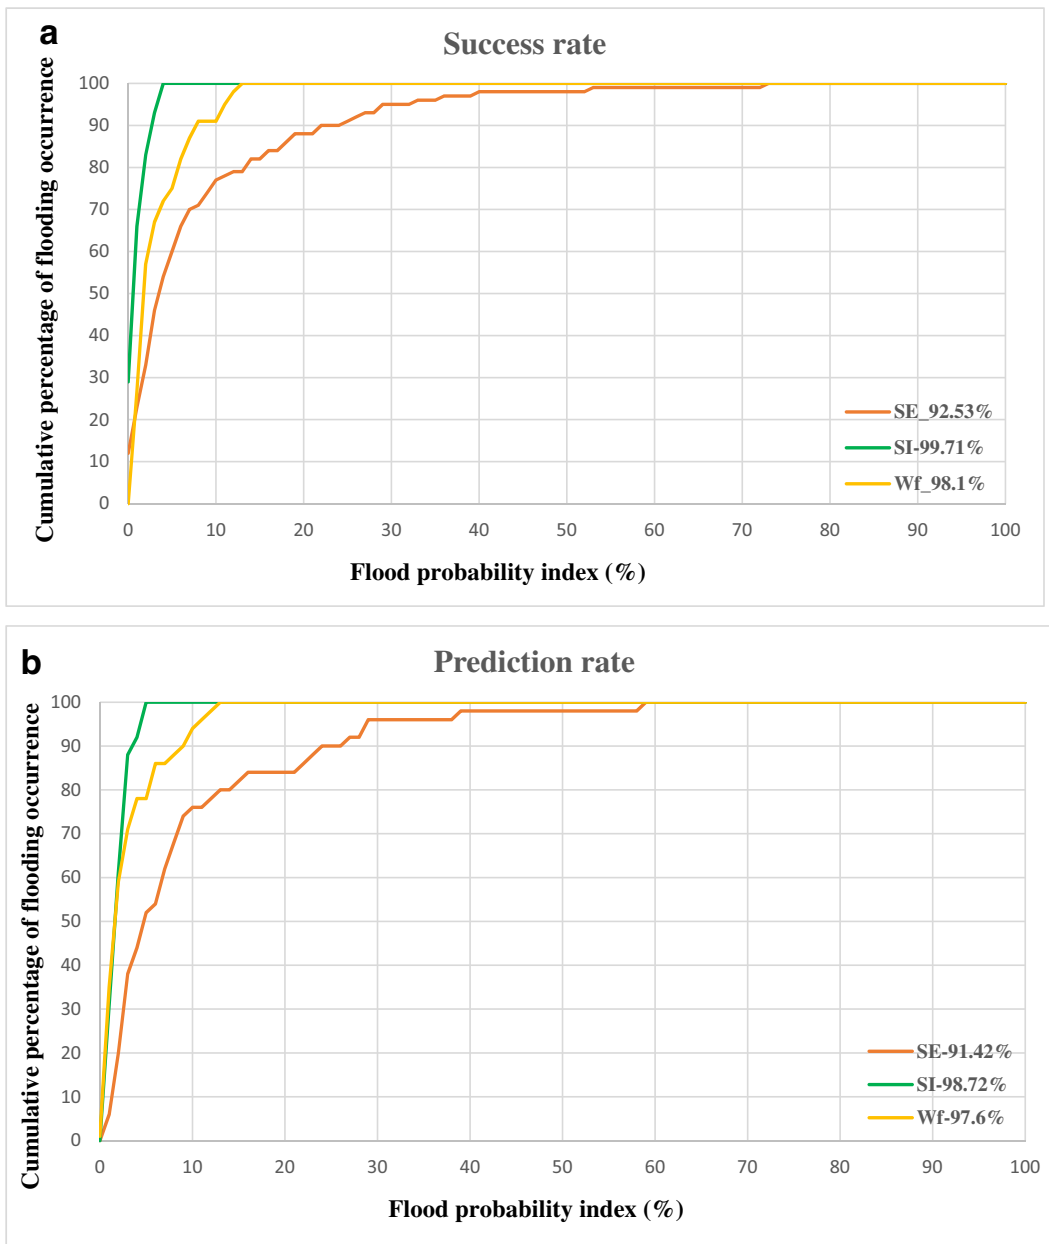 a
Success rate
Cumulative percentage of flooding occurrence
100
90
80
70
60
50
40
30
20
10
0
SE_92.53%
SI-99.71%
Wf_98.1%
0 10 20 30 40 50 60 70 80 90 100
Flood probability index (%)
b
Prediction rate
Cumulative percentage of flooding occurrence
100
90
80
70
60
50
40
30
20
10
0
SE-91.42%
SI-98.72%
Wf-97.6%
0 10 20 30 40 50 60 70 80 90 100
Flood probability index (%)